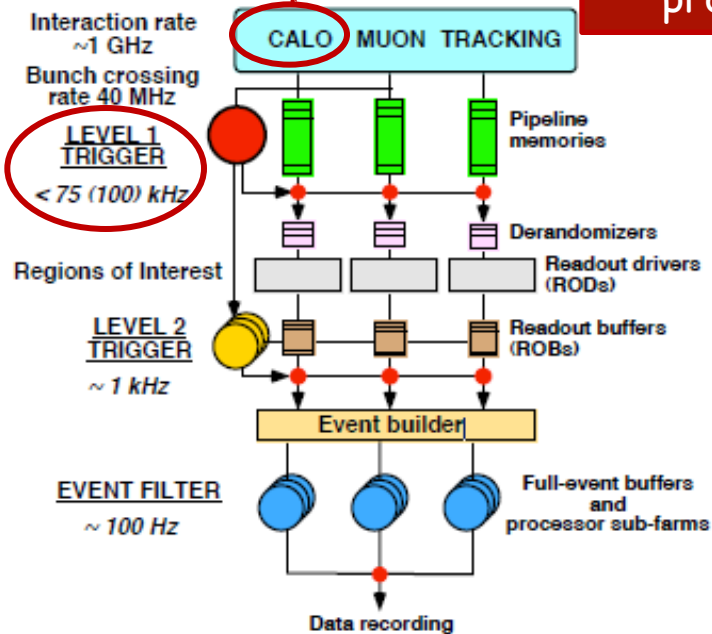 Interaction rate
~1 GHz
CALO MUON TRACKING
Bunch crossing
rate 40 MHz
LEVEL 1
TRIGGER
< 75 (100) kHz
Pipeline
memories
Derandomizers
Regions of Interest
Readout drivers
(RODs)
LEVEL 2
TRIGGER
~ 1 kHz
Readout buffers
(ROBs)
Event builder
EVENT FILTER
~ 100 Hz
Full-event buffers
and
processor sub-farms
Data recording